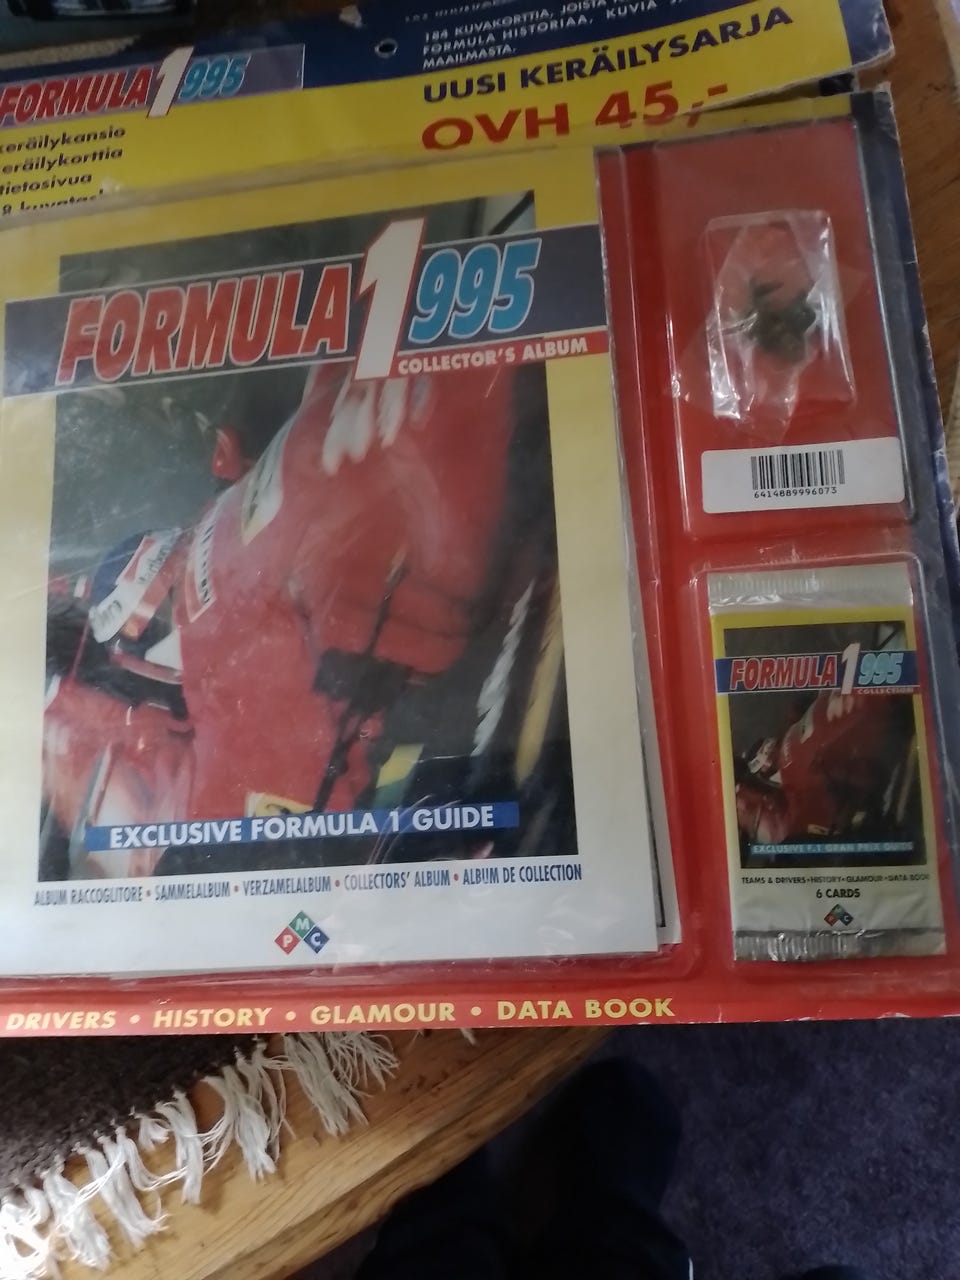 184 KUVAKORTTIA, JOISTA
FORMULA HISTORIAA, KUVIA
MAAILMASTA.
UUSI KERÄILYSARJA
OVH 45,-
FORMULA 1995
keräilykansio
keräilykorttia
tietosivua
FORMULA 1995
COLLECTOR'S ALBUM
Marlboro
EXCLUSIVE FORMULA 1 GUIDE
ALBUM RACCOGLITORE • SAMMELALBUM • VERZAMELALBUM • COLLECTORS' ALBUM • ALBUM DE COLLECTION
P M C
6414889996073
FORMULA 1995
COLLECTION
EXCLUSIVE F.1 GRAN PRIX GUIDE
TEAMS & DRIVERS•HISTORY•GLAMOUR•DATA BOOK
6 CARDS
P M C
DRIVERS • HISTORY • GLAMOUR • DATA BOOK